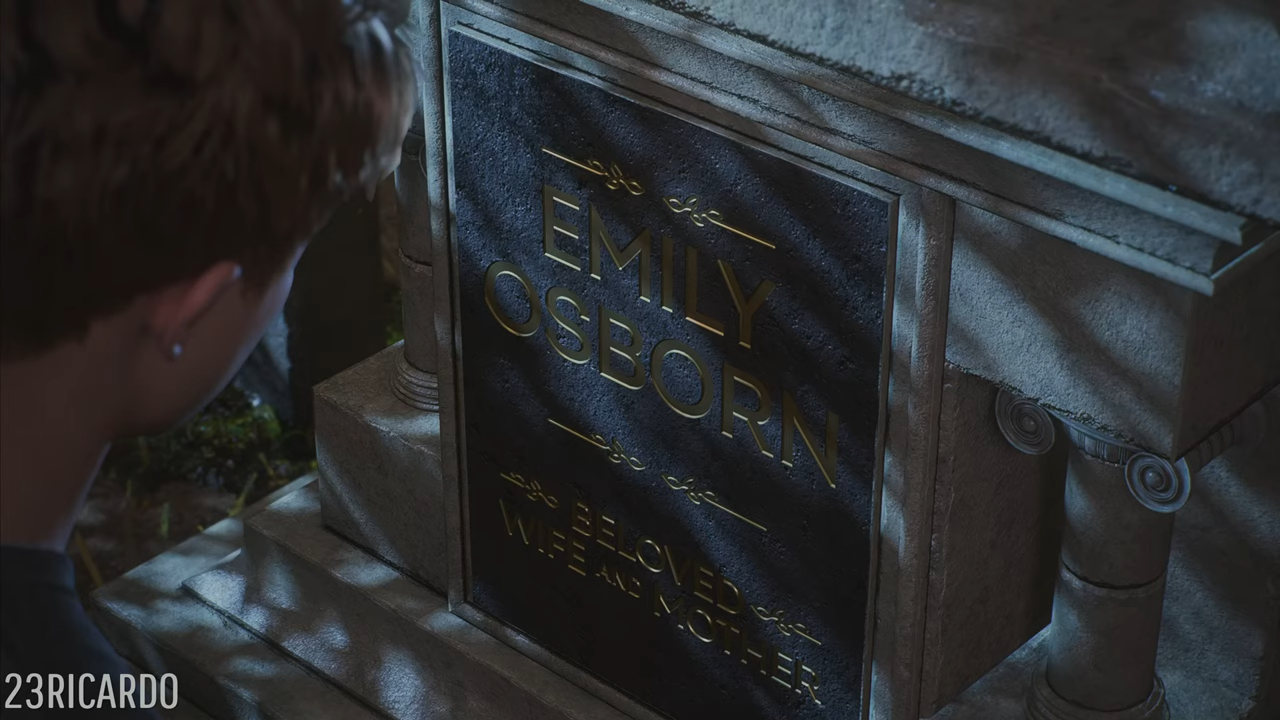 EMILY
OSBORN
BELOVED
WIFE AND MOTHER
23RICARDO